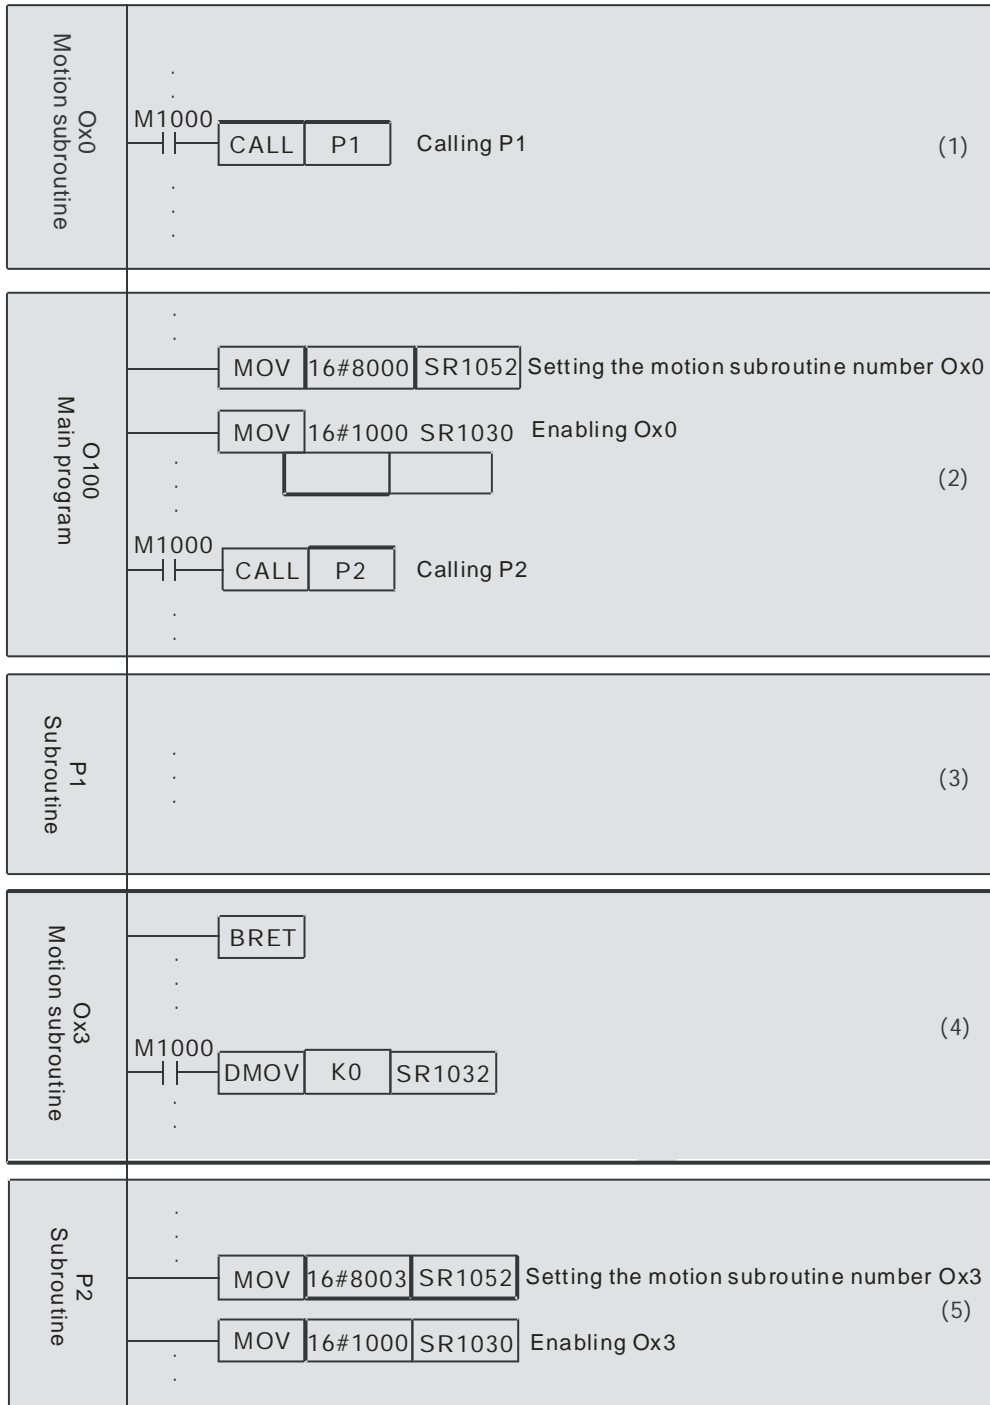 Ox0
Motion subroutine
M1000
CALL P1 Calling P1
(1)
O100
Main program
MOV 16#8000 SR1052 Setting the motion subroutine number Ox0
MOV 16#1000 SR1030 Enabling Ox0
(2)
M1000
CALL P2 Calling P2
P1
Subroutine
(3)
Ox3
Motion subroutine
BRET
(4)
M1000
DMOV K0 SR1032
P2
Subroutine
MOV 16#8003 SR1052 Setting the motion subroutine number Ox3
(5)
MOV 16#1000 SR1030 Enabling Ox3